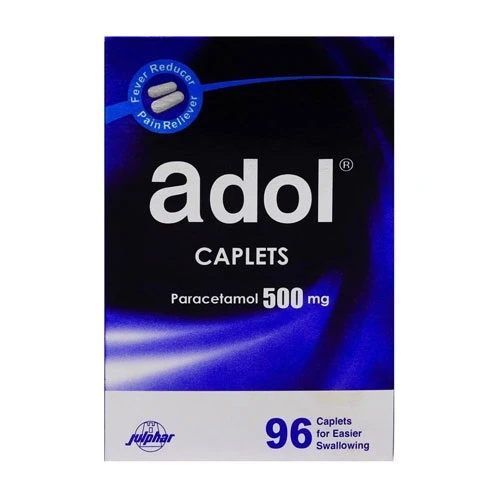 Fever Reducer
Pain Reliever
adol®
CAPLETS
Paracetamol 500 mg
julphar
96 Caplets
for Easier
Swallowing